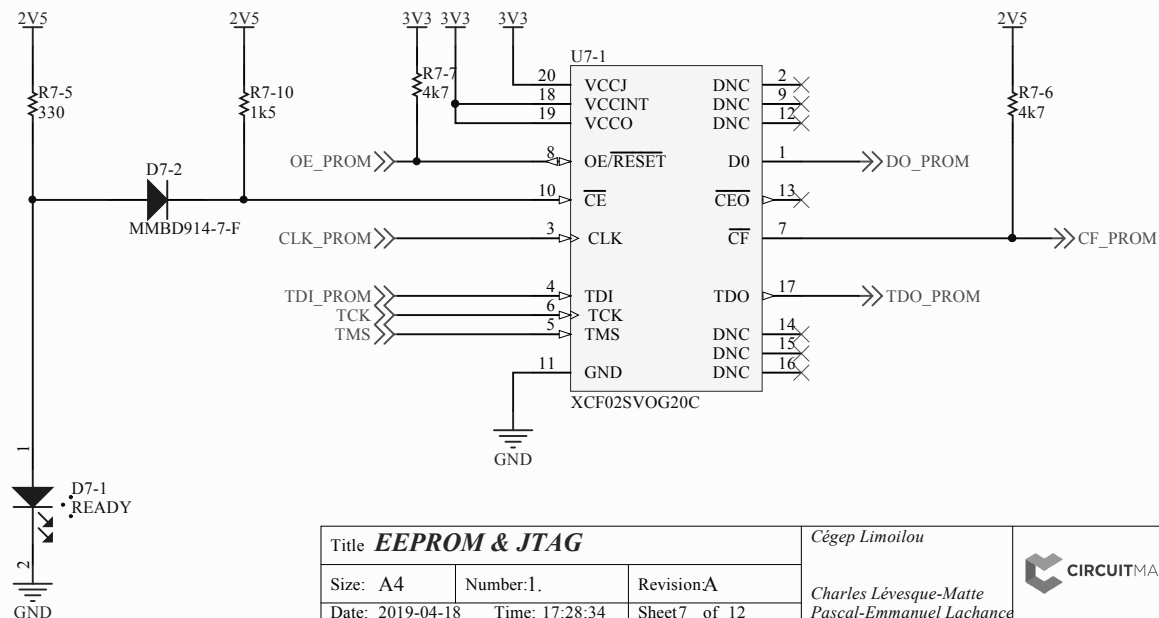 2V5 2V5 3V3 3V3 3V3 2V5
U7-1
R7-5
330
R7-10
1k5
R7-7
4k7
R7-6
4k7
20 VCCJ DNC 2
18 VCCINT DNC 9
19 VCCO DNC 12
OE_PROM 8 OE/RESET D0 1 DO_PROM
D7-2
MMBD914-7-F
10 CE CEO 13
CLK_PROM 3 CLK CF 7 CF_PROM
TDI_PROM 4 TDI TDO 17 TDO_PROM
TCK 6 TCK
TMS 5 TMS DNC 14
DNC 15
11 GND DNC 16
XCF02SVOG20C
GND
1
D7-1
READY
2
GND
Title EEPROM & JTAG
Size: A4 Number:1. Revision:A
Date: 2019-04-18 Time: 17:28:34 Sheet7 of 12
Cégep Limoilou
Charles Lévesque-Matte
Pascal-Emmanuel Lachance
CIRCUITMA